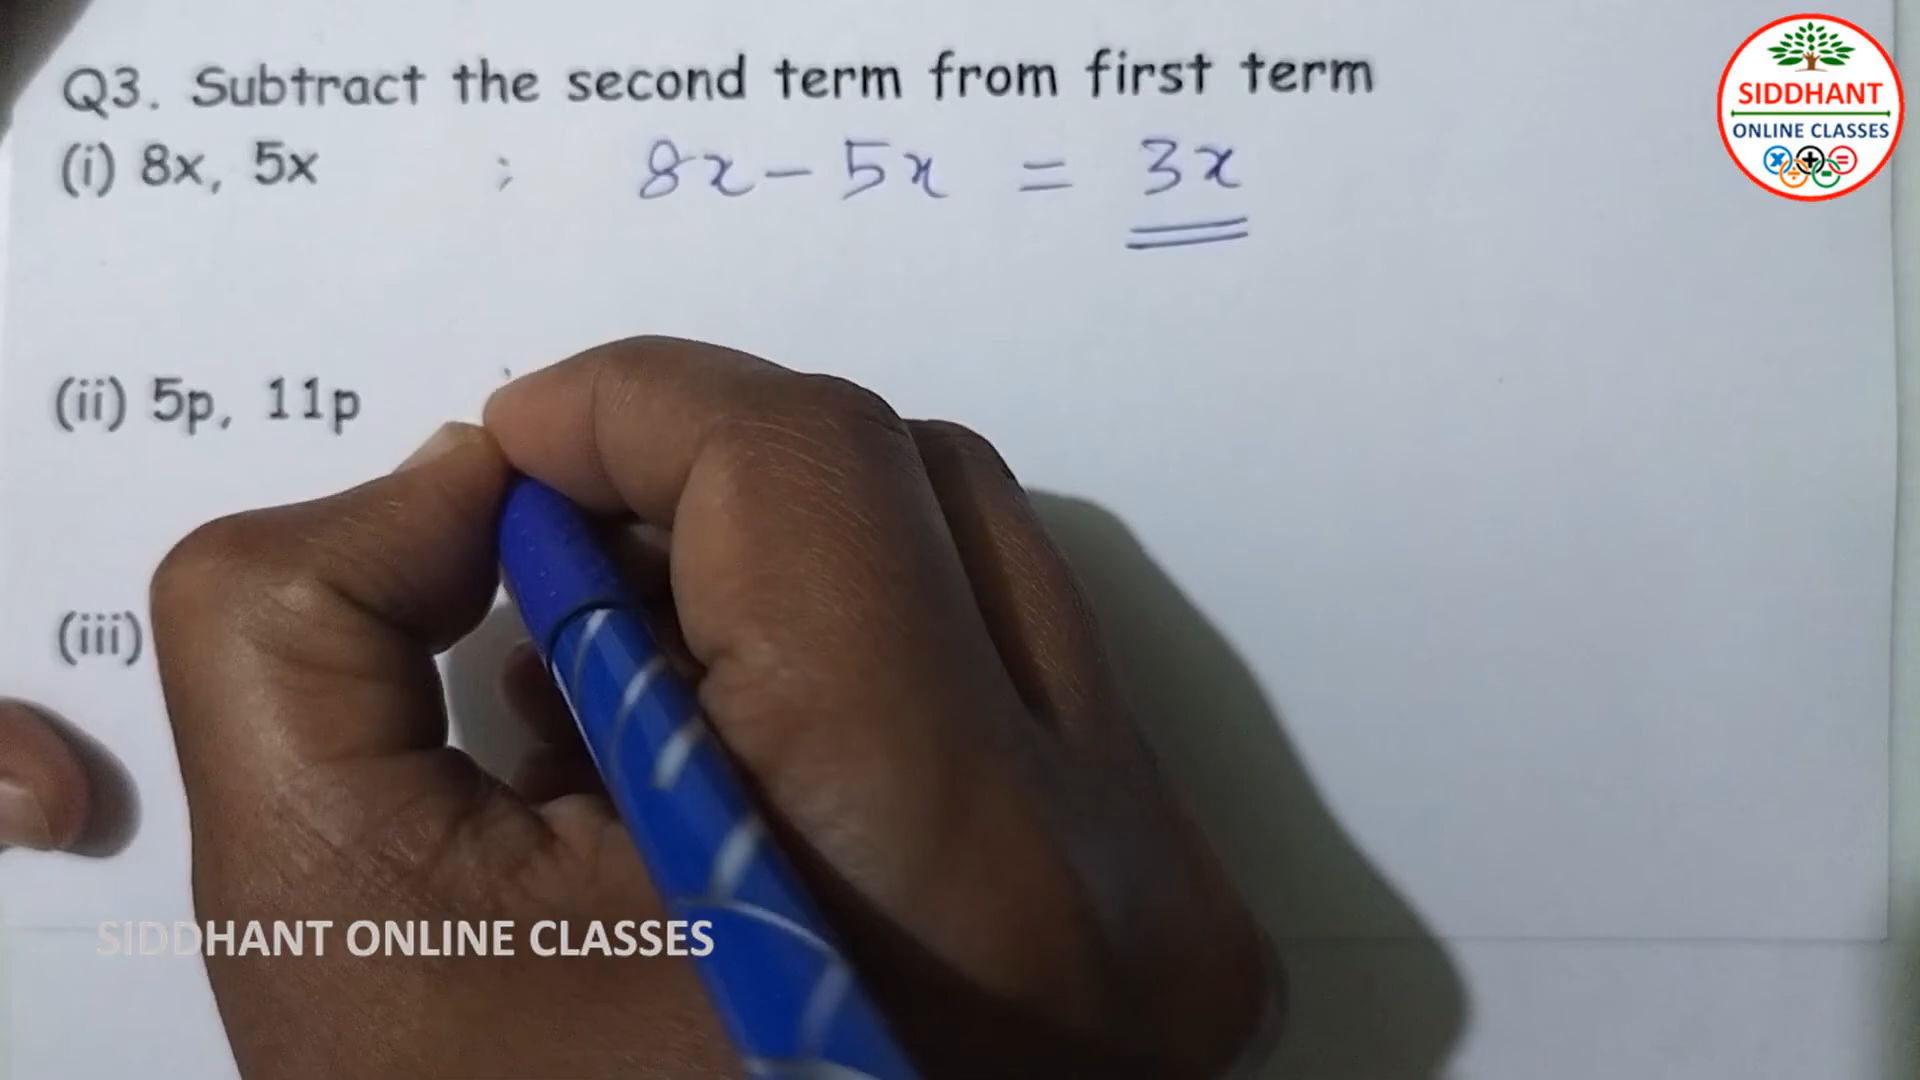 Q3. Subtract the second term from first term
(i) 8x, 5x : 8x - 5x = 3x
(ii) 5p, 11p
(iii)
SIDDHANT
ONLINE CLASSES
SIDDHANT ONLINE CLASSES